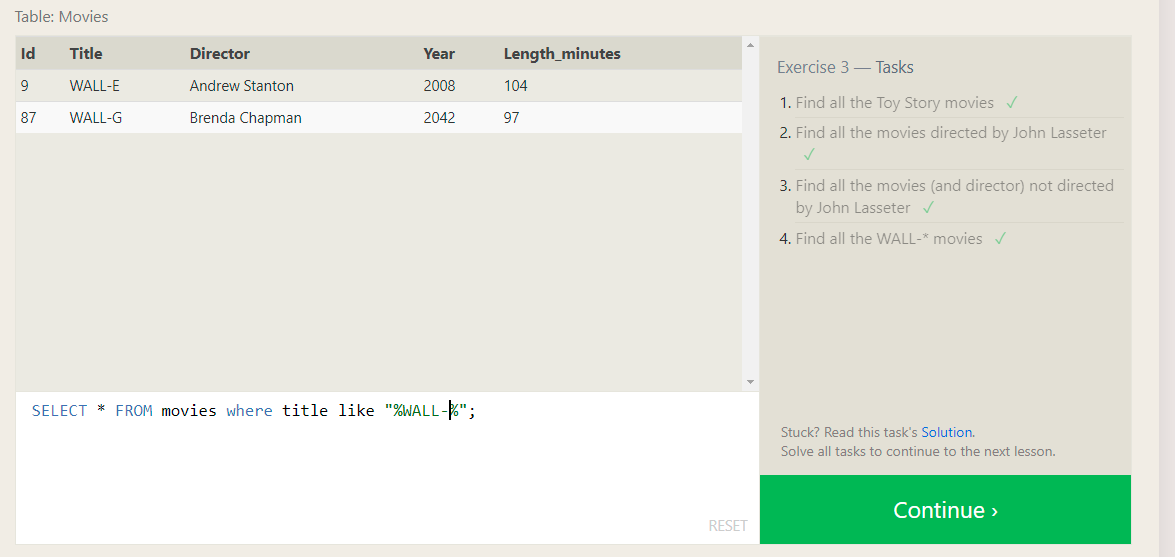 Table: Movies
Id Title Director Year Length_minutes
9 WALL-E Andrew Stanton 2008 104
87 WALL-G Brenda Chapman 2042 97
SELECT * FROM movies where title like "%WALL-%";
RESET
Exercise 3 — Tasks
1. Find all the Toy Story movies ✓
2. Find all the movies directed by John Lasseter
✓
3. Find all the movies (and director) not directed
by John Lasseter ✓
4. Find all the WALL-* movies ✓
Stuck? Read this task's Solution.
Solve all tasks to continue to the next lesson.
Continue ›